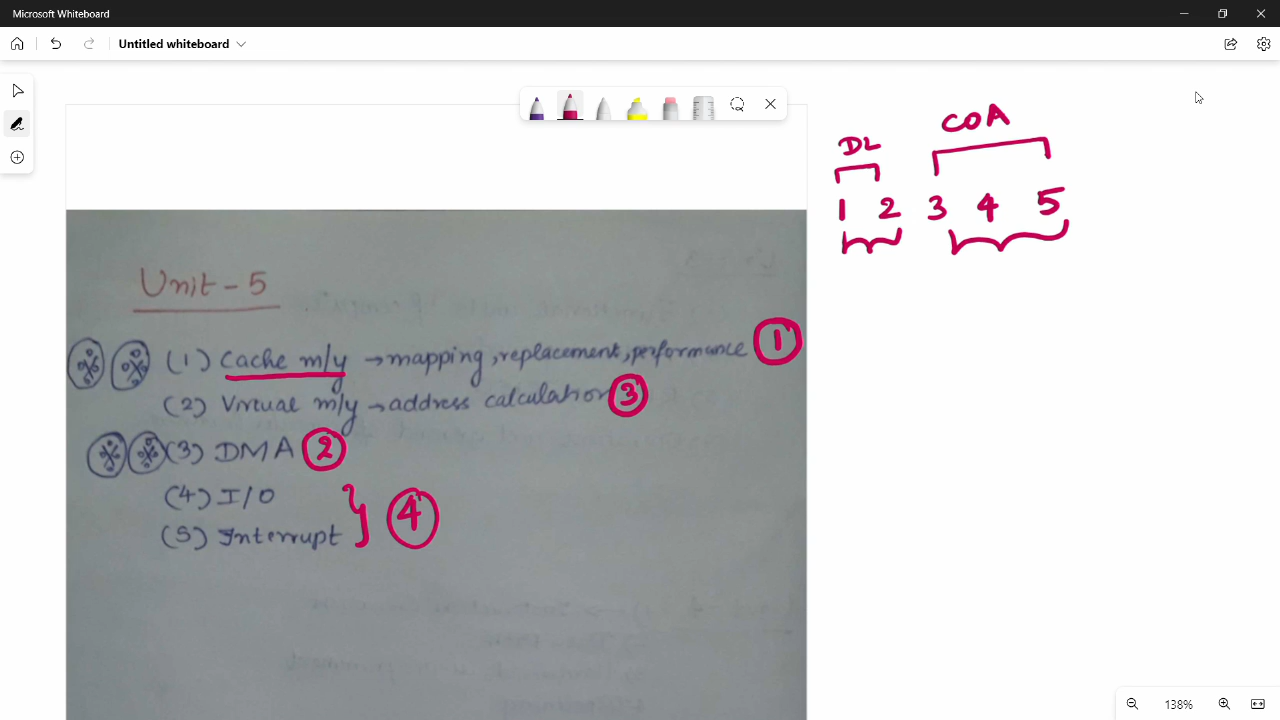 Microsoft Whiteboard
Untitled whiteboard
COA
DL
1 2 3 4 5
Unit - 5
(1) Cache m/y → mapping, replacement, performance 1
(2) Virtual m/y → address calculation 3
(3) DMA 2
(4) I/O
(5) Interrupt } 4
138%